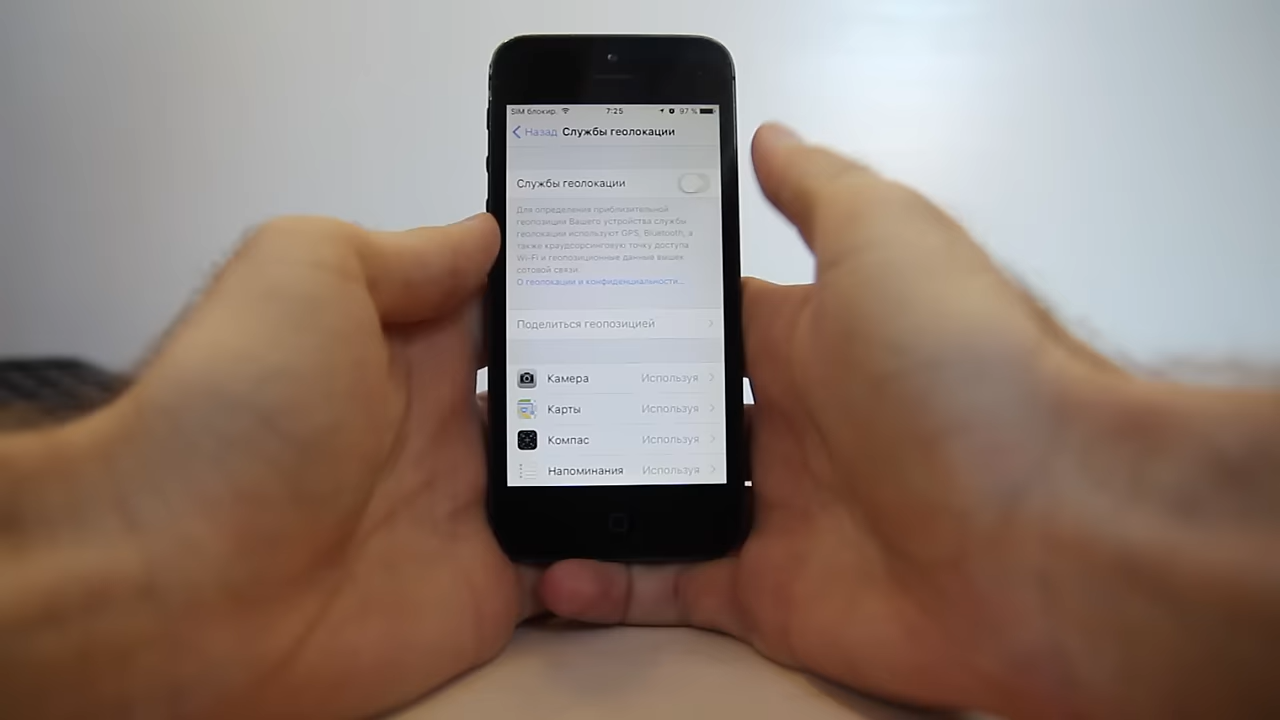 SIM блокир. 7:25 97 %
Назад Службы геолокации
Службы геолокации
Для определения приблизительной
геопозиции Вашего устройства службы
геолокации используют GPS, Bluetooth, а
также краудсорсинговую точку доступа
Wi-Fi и геопозиционные данные вышек
сотовой связи.
О геолокации и конфиденциальности...
Поделиться геопозицией
Камера Используя
Карты Используя
Компас Используя
Напоминания Используя